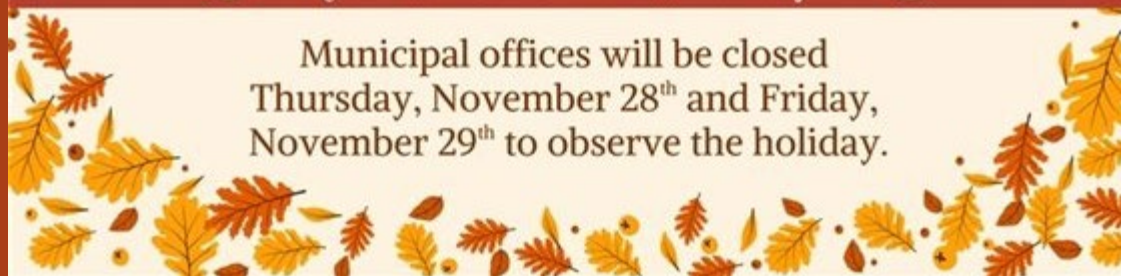 Municipal offices will be closed
Thursday, November 28th and Friday,
November 29th to observe the holiday.